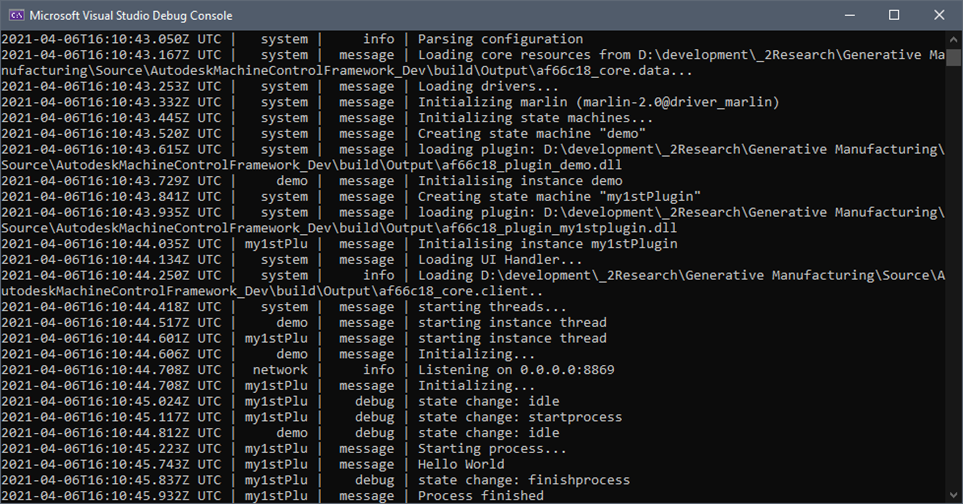 Microsoft Visual Studio Debug Console
2021-04-06T16:10:43.050Z UTC |   system |     info | Parsing configuration
2021-04-06T16:10:43.167Z UTC |   system |  message | Loading core resources from D:\development\_2Research\Generative Ma
nufacturing\Source\AutodeskMachineControlFramework_Dev\build\Output\af66c18_core.data...
2021-04-06T16:10:43.253Z UTC |   system |  message | Loading drivers...
2021-04-06T16:10:43.332Z UTC |   system |  message | Initializing marlin (marlin-2.0@driver_marlin)
2021-04-06T16:10:43.445Z UTC |   system |  message | Initializing state machines...
2021-04-06T16:10:43.520Z UTC |   system |  message | Creating state machine "demo"
2021-04-06T16:10:43.615Z UTC |   system |  message | loading plugin: D:\development\_2Research\Generative Manufacturing\
Source\AutodeskMachineControlFramework_Dev\build\Output\af66c18_plugin_demo.dll
2021-04-06T16:10:43.729Z UTC |     demo |  message | Initialising instance demo
2021-04-06T16:10:43.841Z UTC |   system |  message | Creating state machine "my1stPlugin"
2021-04-06T16:10:43.935Z UTC |   system |  message | loading plugin: D:\development\_2Research\Generative Manufacturing\
Source\AutodeskMachineControlFramework_Dev\build\Output\af66c18_plugin_my1stplugin.dll
2021-04-06T16:10:44.035Z UTC | my1stPlu |  message | Initialising instance my1stPlugin
2021-04-06T16:10:44.134Z UTC |   system |  message | Loading UI Handler...
2021-04-06T16:10:44.250Z UTC |   system |     info | Loading D:\development\_2Research\Generative Manufacturing\Source\A
utodeskMachineControlFramework_Dev\build\Output\af66c18_core.client..
2021-04-06T16:10:44.418Z UTC |   system |  message | starting threads...
2021-04-06T16:10:44.517Z UTC |     demo |  message | starting instance thread
2021-04-06T16:10:44.601Z UTC | my1stPlu |  message | starting instance thread
2021-04-06T16:10:44.606Z UTC |     demo |  message | Initializing...
2021-04-06T16:10:44.708Z UTC |  network |     info | Listening on 0.0.0.0:8869
2021-04-06T16:10:44.708Z UTC | my1stPlu |  message | Initializing...
2021-04-06T16:10:45.024Z UTC | my1stPlu |    debug | state change: idle
2021-04-06T16:10:45.117Z UTC | my1stPlu |    debug | state change: startprocess
2021-04-06T16:10:44.812Z UTC |     demo |    debug | state change: idle
2021-04-06T16:10:45.223Z UTC | my1stPlu |  message | Starting process...
2021-04-06T16:10:45.743Z UTC | my1stPlu |  message | Hello World
2021-04-06T16:10:45.837Z UTC | my1stPlu |    debug | state change: finishprocess
2021-04-06T16:10:45.932Z UTC | my1stPlu |  message | Process finished